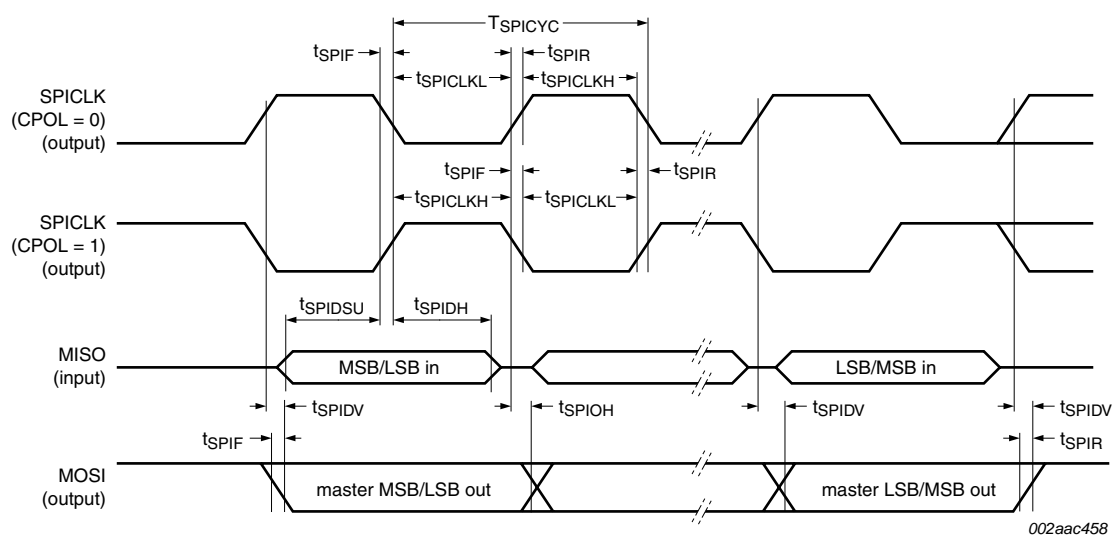 TSPICYC
tSPIF
tSPIR
tSPICLKL
tSPICLKH
SPICLK
(CPOL = 0)
(output)
tSPIF
tSPIR
tSPICLKH
tSPICLKL
SPICLK
(CPOL = 1)
(output)
tSPIDSU
tSPIDH
MISO
(input)
MSB/LSB in
LSB/MSB in
tSPIDV
tSPIOH
tSPIDV
tSPIDV
tSPIF
tSPIR
MOSI
(output)
master MSB/LSB out
master LSB/MSB out
002aac458